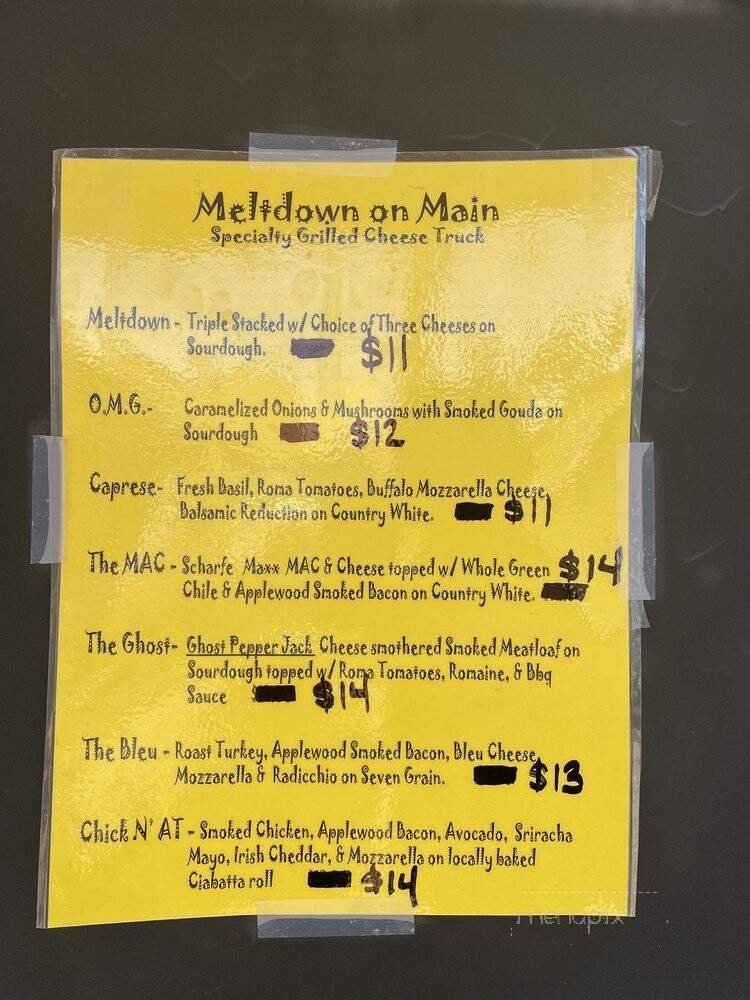 Meltdown on Main
Specialty Grilled Cheese Truck
Meltdown - Triple Stacked w/ Choice of Three Cheeses on
Sourdough. $11
O.M.G.- Caramelized Onions & Mushrooms with Smoked Gouda on
Sourdough $12
Caprese- Fresh Basil, Roma Tomatoes, Buffalo Mozzarella Cheese,
Balsamic Reduction on Country White. $11
The MAC - Scharfe Maxx MAC & Cheese topped w/ Whole Green $14
Chile & Applewood Smoked Bacon on Country White.
The Ghost- Ghost Pepper Jack Cheese smothered Smoked Meatloaf on
Sourdough topped w/ Roma Tomatoes, Romaine, & Bbq
Sauce $14
The Bleu - Roast Turkey, Applewood Smoked Bacon, Bleu Cheese,
Mozzarella & Radicchio on Seven Grain. $13
Chick N' AT - Smoked Chicken, Applewood Bacon, Avocado, Sriracha
Mayo, Irish Cheddar, & Mozzarella on locally baked
Ciabatta roll $14
menupix